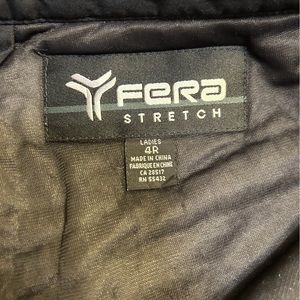 FERA
STRETCH
LADIES
4R
MADE IN CHINA
FABRIQUE EN CHINE
CA 28517
RN 55432